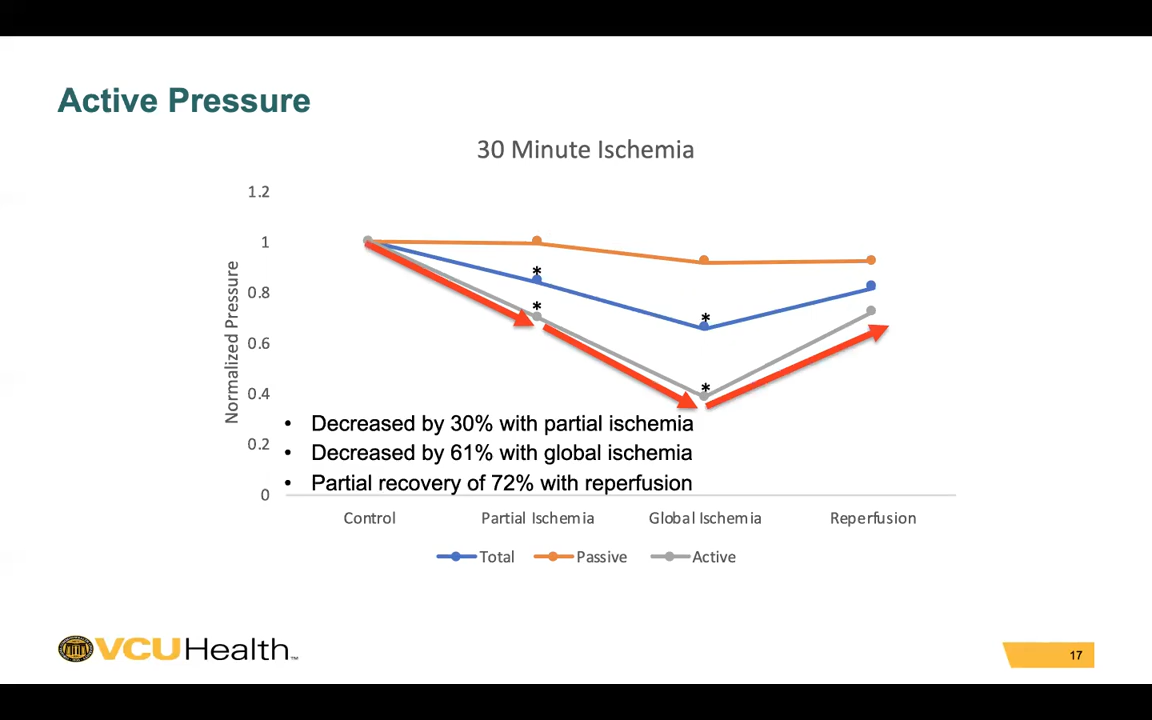 Active Pressure
30 Minute Ischemia
Normalized Pressure
1.2
1
0.8
0.6
0.4
0.2
0
*
*
*
*
• Decreased by 30% with partial ischemia
• Decreased by 61% with global ischemia
• Partial recovery of 72% with reperfusion
Control Partial Ischemia Global Ischemia Reperfusion
Total Passive Active
VCUHealth™
17